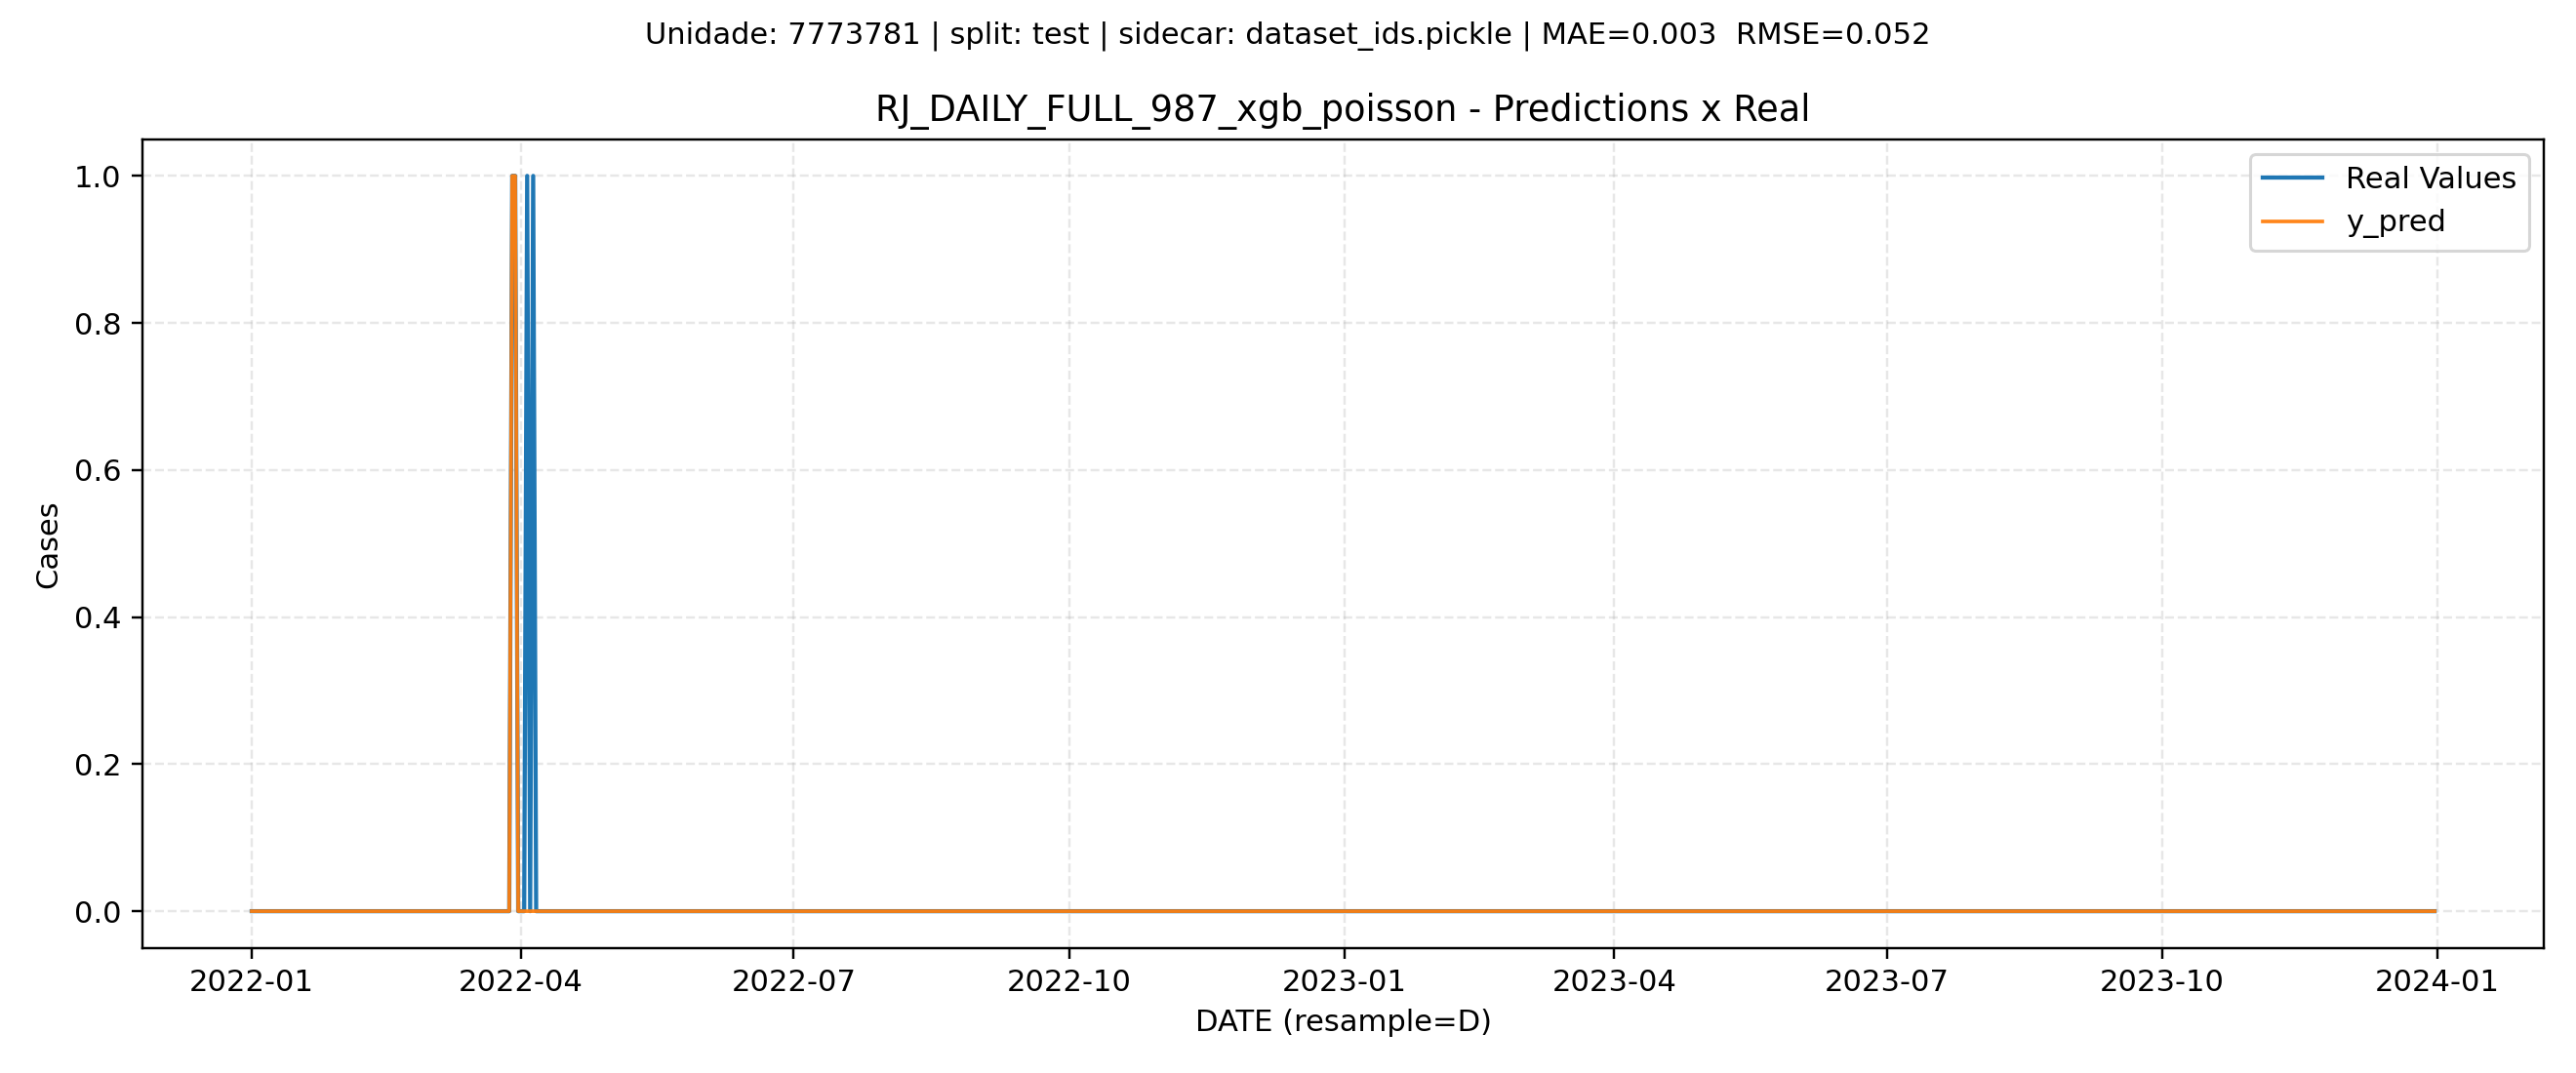 Unidade: 7773781 | split: test | sidecar: dataset_ids.pickle | MAE=0.003  RMSE=0.052
RJ_DAILY_FULL_987_xgb_poisson - Predictions x Real
Real Values
y_pred
1.0
0.8
0.6
0.4
0.2
0.0
Cases
2022-01 2022-04 2022-07 2022-10 2023-01 2023-04 2023-07 2023-10 2024-01
DATE (resample=D)